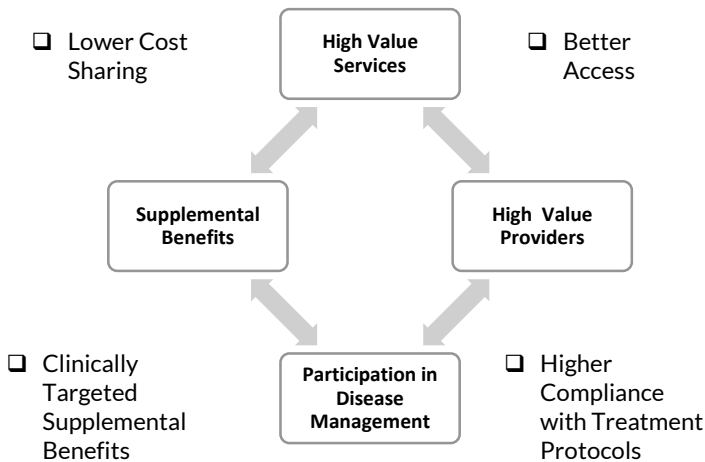 ❑ Lower Cost
Sharing
High Value
Services
❑ Better
Access
Supplemental
Benefits
High Value
Providers
❑ Clinically
Targeted
Supplemental
Benefits
Participation in
Disease
Management
❑ Higher
Compliance
with Treatment
Protocols